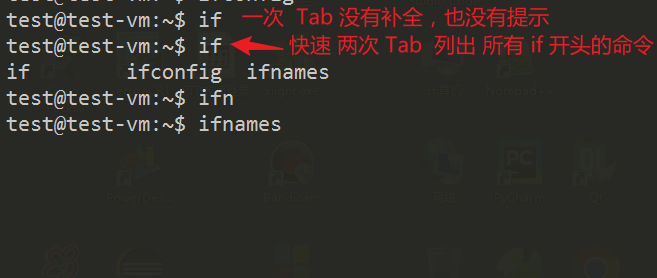 test@test-vm:~$ if 一次 Tab 没有补全，也没有提示
test@test-vm:~$ if 快速 两次 Tab 列出 所有 if 开头的命令
if ifconfig ifnames
test@test-vm:~$ ifn
test@test-vm:~$ ifnames